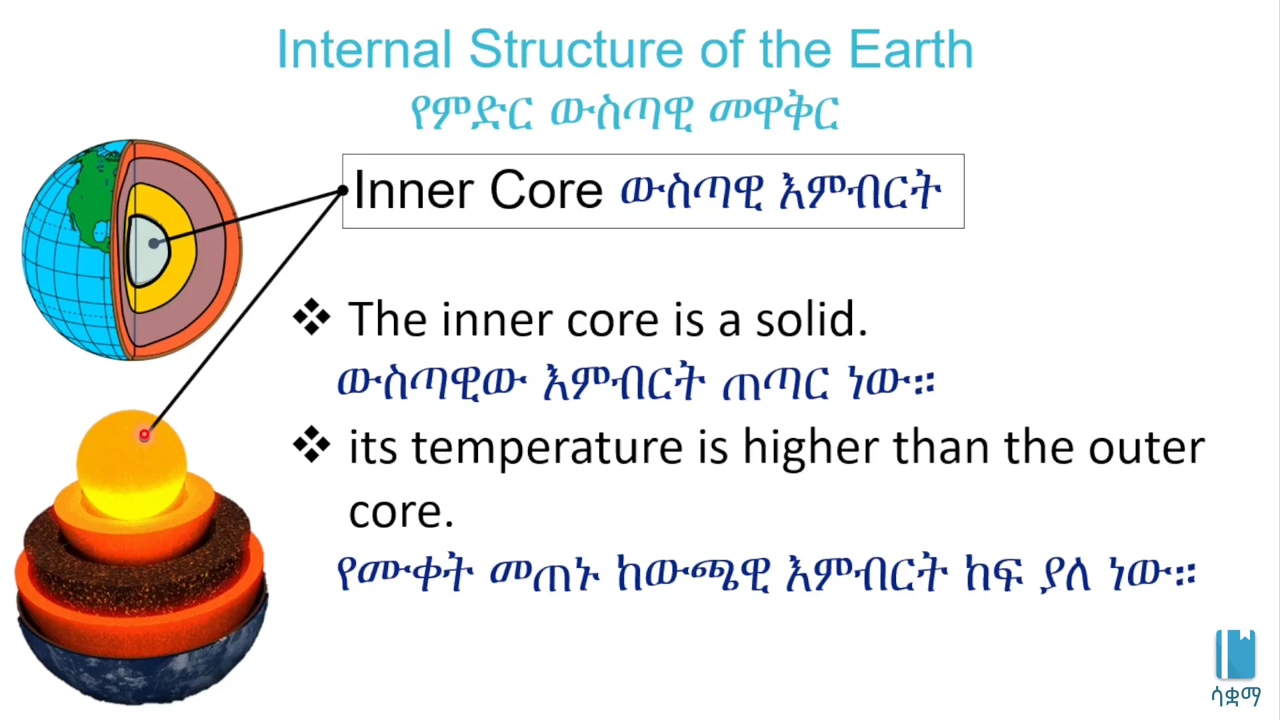 Internal Structure of the Earth
የምድር ውስጣዊ መዋቅር
Inner Core ውስጣዊ እምብርት
❖ The inner core is a solid.
ውስጣዊው እምብርት ጠጣር ነው።
❖ its temperature is higher than the outer
core.
የሙቀት መጠኑ ከውጫዊ እምብርት ከፍ ያለ ነው።
ሳቋማ